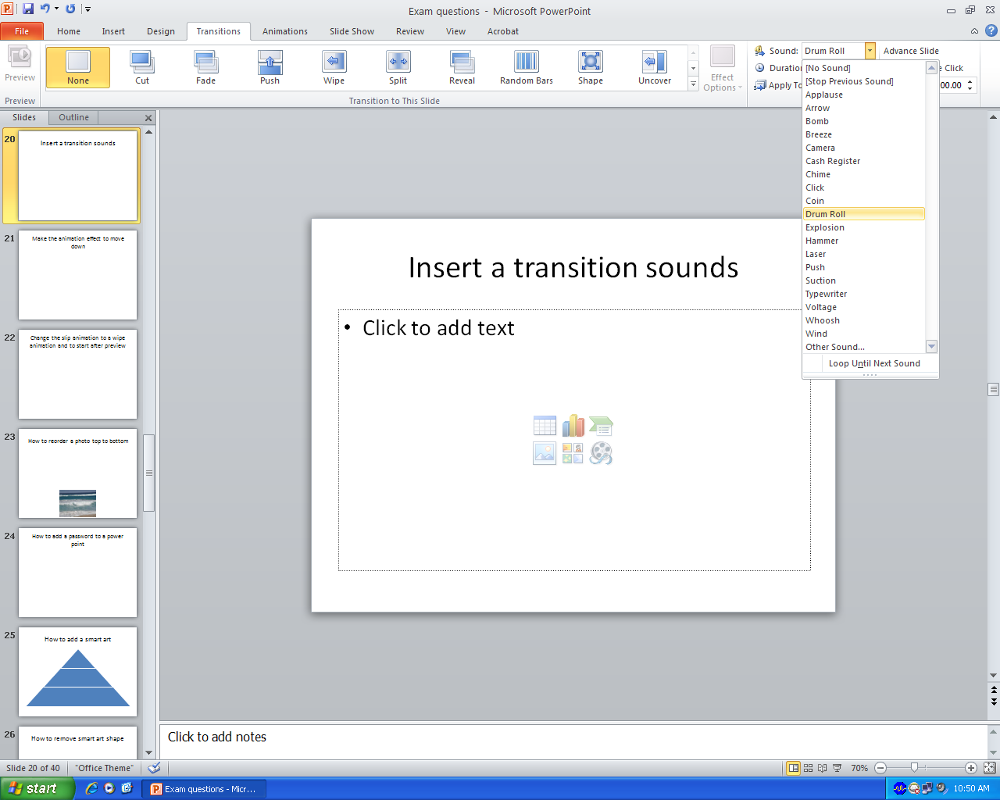 Exam questions - Microsoft PowerPoint
File Home Insert Design Transitions Animations Slide Show Review View Acrobat
Preview
None Cut Fade Push Wipe Split Reveal Random Bars Shape Uncover
Effect
Options
Sound: Drum Roll
Advance Slide
Duration
Click
Apply To
00.00
Preview
Transition to This Slide
[No Sound]
[Stop Previous Sound]
Applause
Arrow
Bomb
Breeze
Camera
Cash Register
Chime
Click
Coin
Drum Roll
Explosion
Hammer
Laser
Push
Suction
Typewriter
Voltage
Whoosh
Wind
Other Sound...
Loop Until Next Sound
Slides Outline
20
Insert a transition sounds
21
Make the animation effect to move
down
22
Change the slip animation to a wipe
animation and to start after preview
23
How to reorder a photo top to bottom
24
How to add a password to a power
point
25
How to add a smart art
26
How to remove smart art shape
Insert a transition sounds
• Click to add text
Click to add notes
Slide 20 of 40 "Office Theme" 70%
start Exam questions - Micr... 10:50 AM